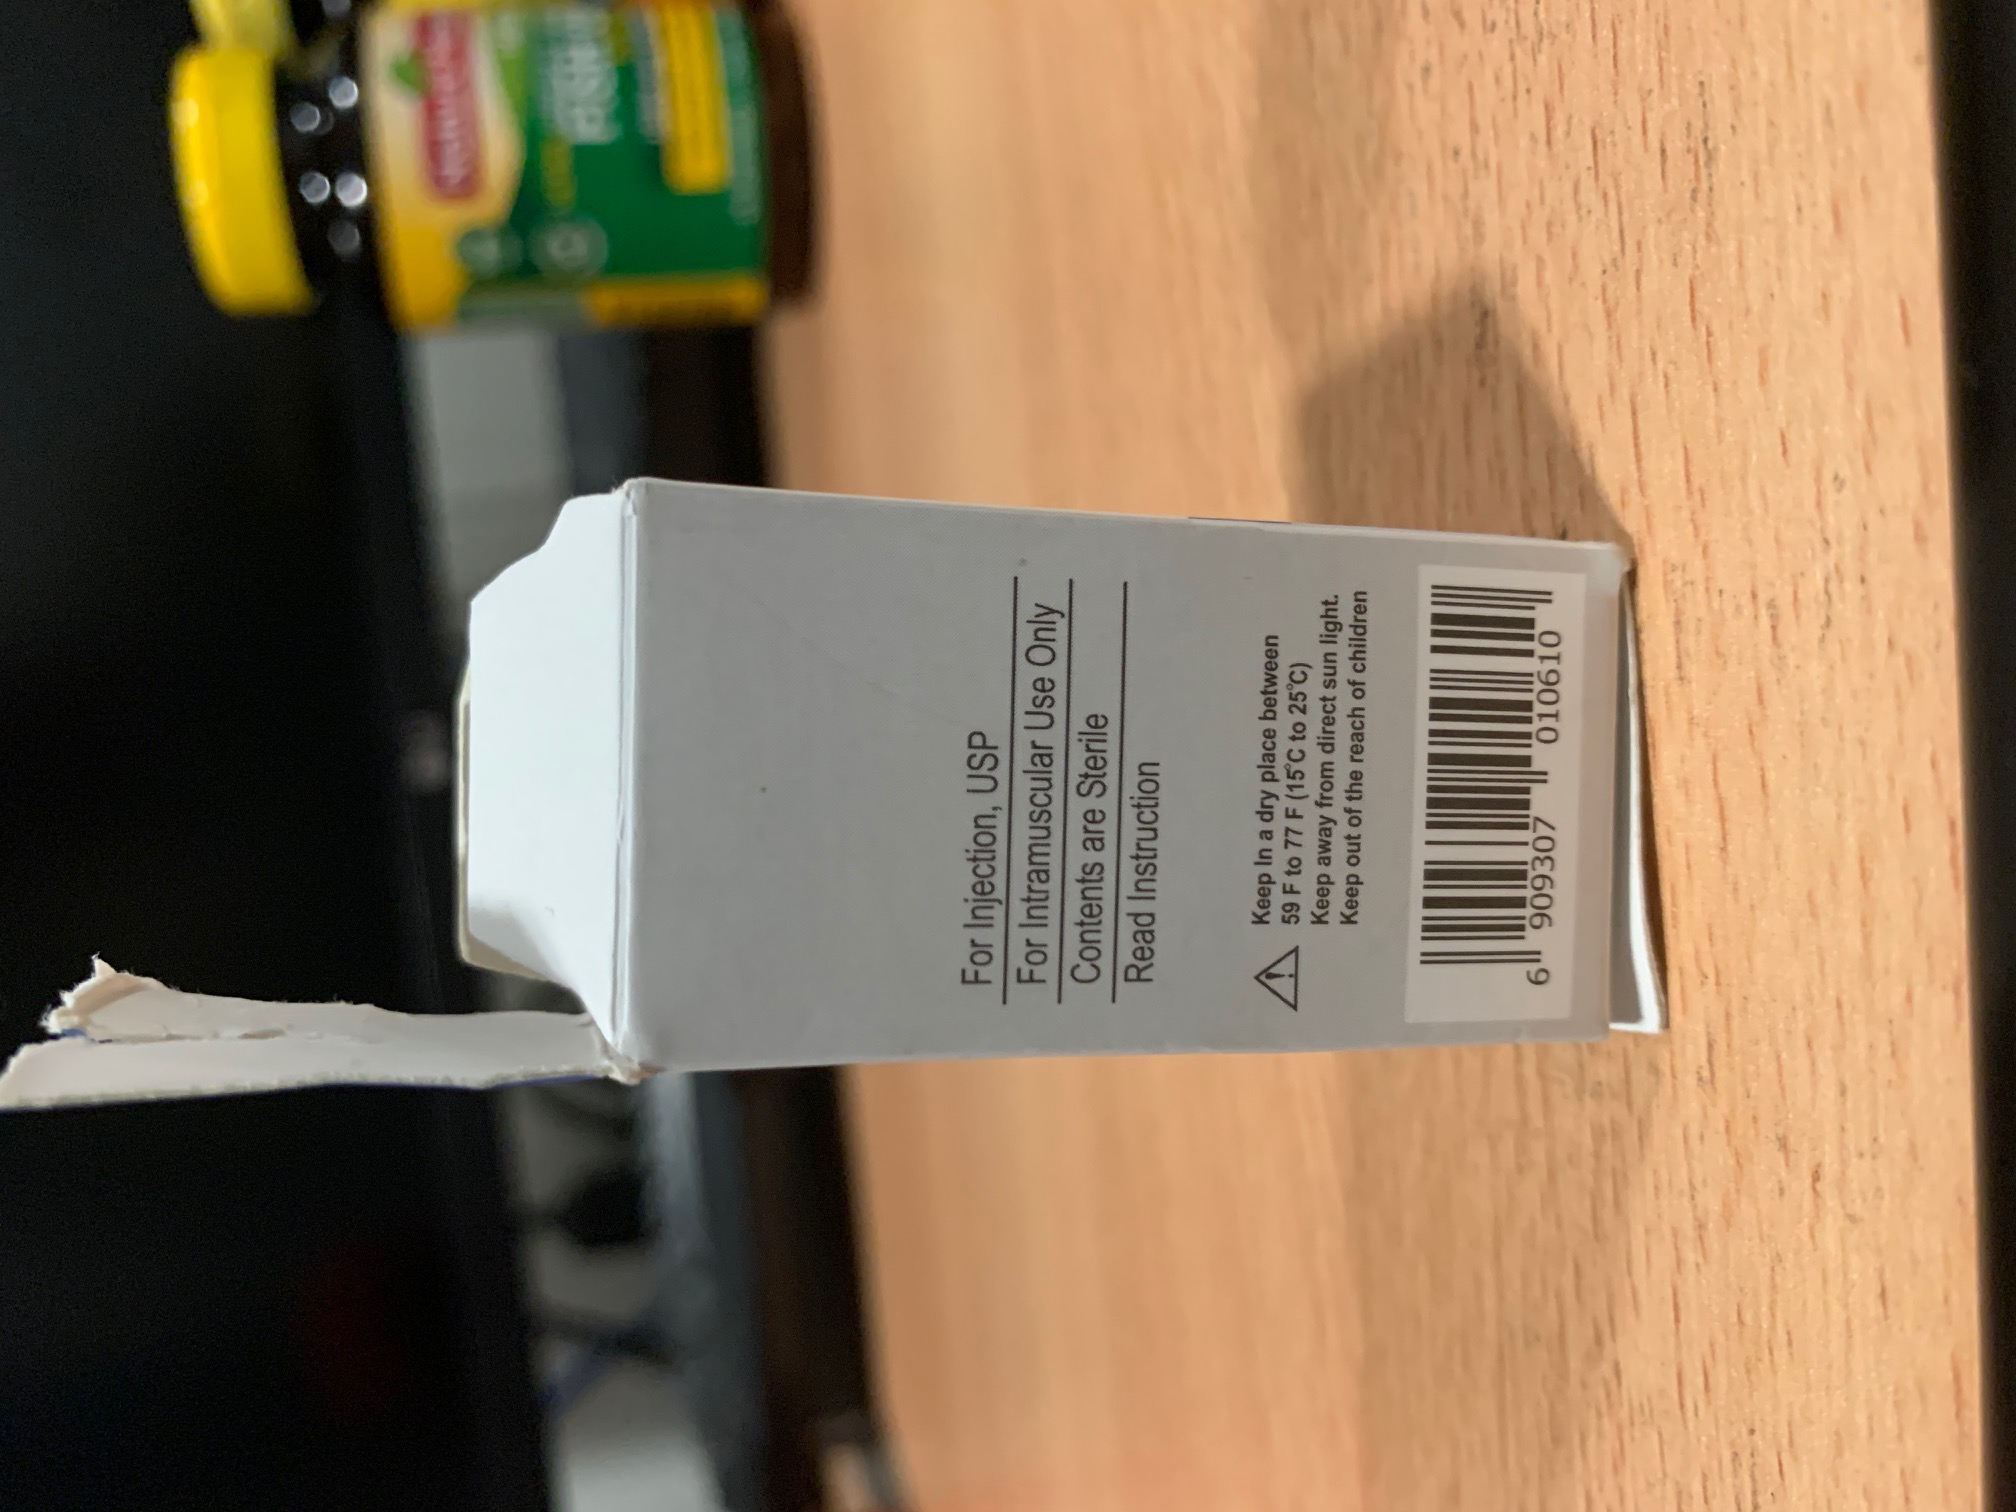 For Injection, USP
For Intramuscular Use Only
Contents are Sterile
Read Instruction
Keep In a dry place between
59 F to 77 F (15°C to 25°C)
Keep away from direct sun light.
Keep out of the reach of children
6 909307 010610